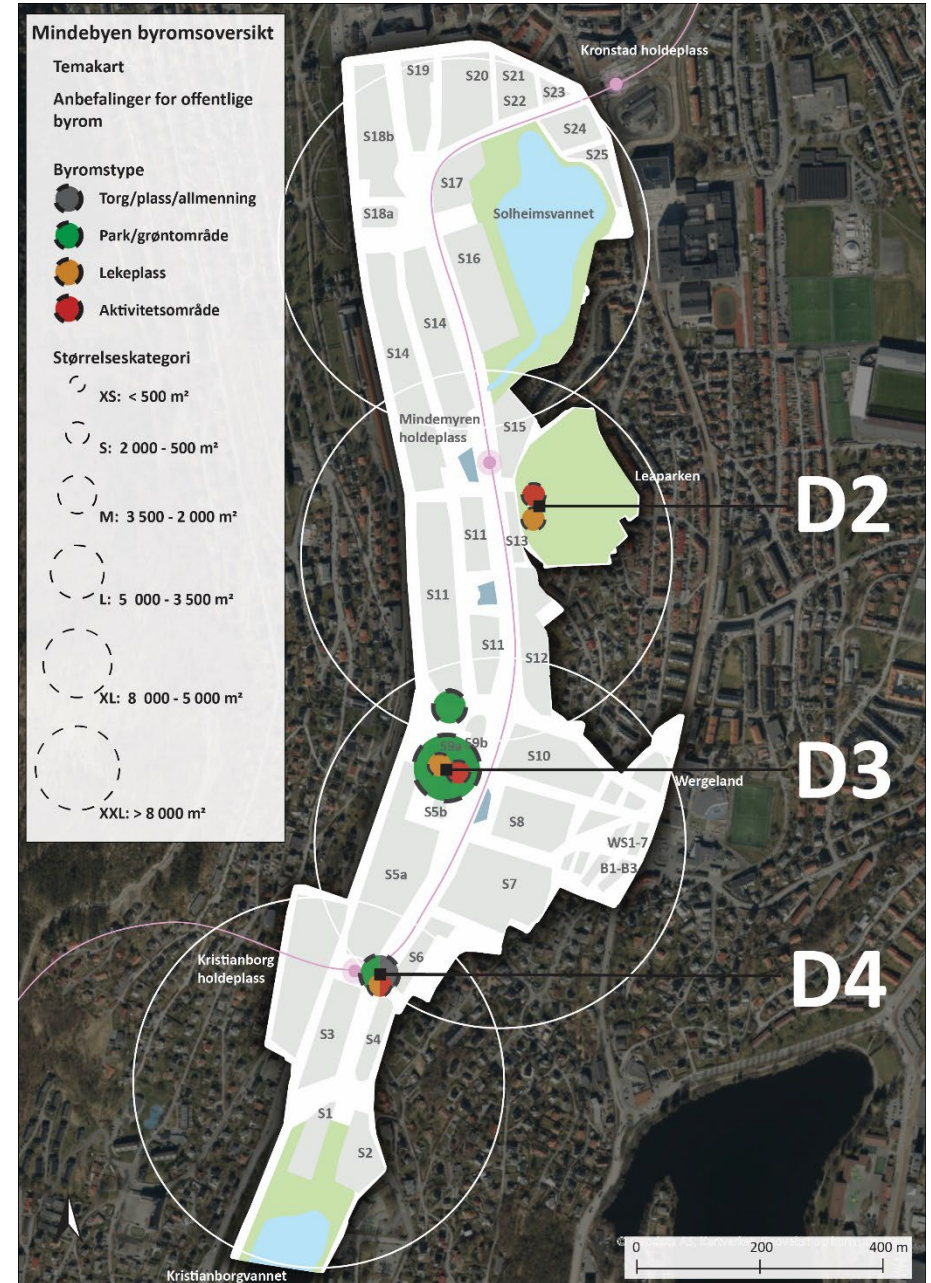 Mindebyen byromsoversikt
Temakart
Anbefalinger for offentlige
byrom
Byromstype
Torg/plass/allmenning
Park/grøntområde
Lekeplass
Aktivitetsområde
Størrelseskategori
XS: < 500 m²
S: 2 000 - 500 m²
M: 3 500 - 2 000 m²
L: 5 000 - 3 500 m²
XL: 8 000 - 5 000 m²
XXL: > 8 000 m²
Kronstad holdeplass
S19
S20
S21
S22
S23
S18b
S24
S25
S17
S18a
Solheimsvannet
S16
S14
S14
Mindemyren
holdeplass
S15
Leaparken
D2
S11
S13
S11
S11
S12
S9b
S9a
S10
D3
Wergeland
S5b
S8
WS1-7
B1-B3
S5a
S7
S6
Kristianborg
holdeplass
D4
S3
S4
S1
S2
Kristianborgvannet
0 200 400 m